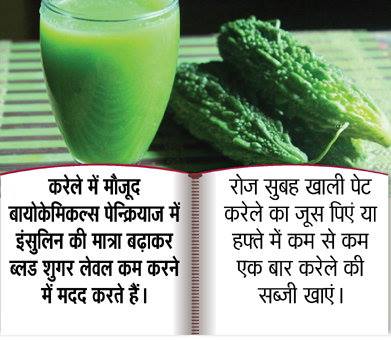 करेले में मौजूद
बायोकेमिकल्स पेन्क्रियाज में
इंसुलिन की मात्रा बढ़ाकर
ब्लड शुगर लेवल कम करने
में मदद करते हैं।
रोज सुबह खाली पेट
करेले का जूस पिएं या
हफ्ते में कम से कम
एक बार करेले की
सब्जी खाएं।